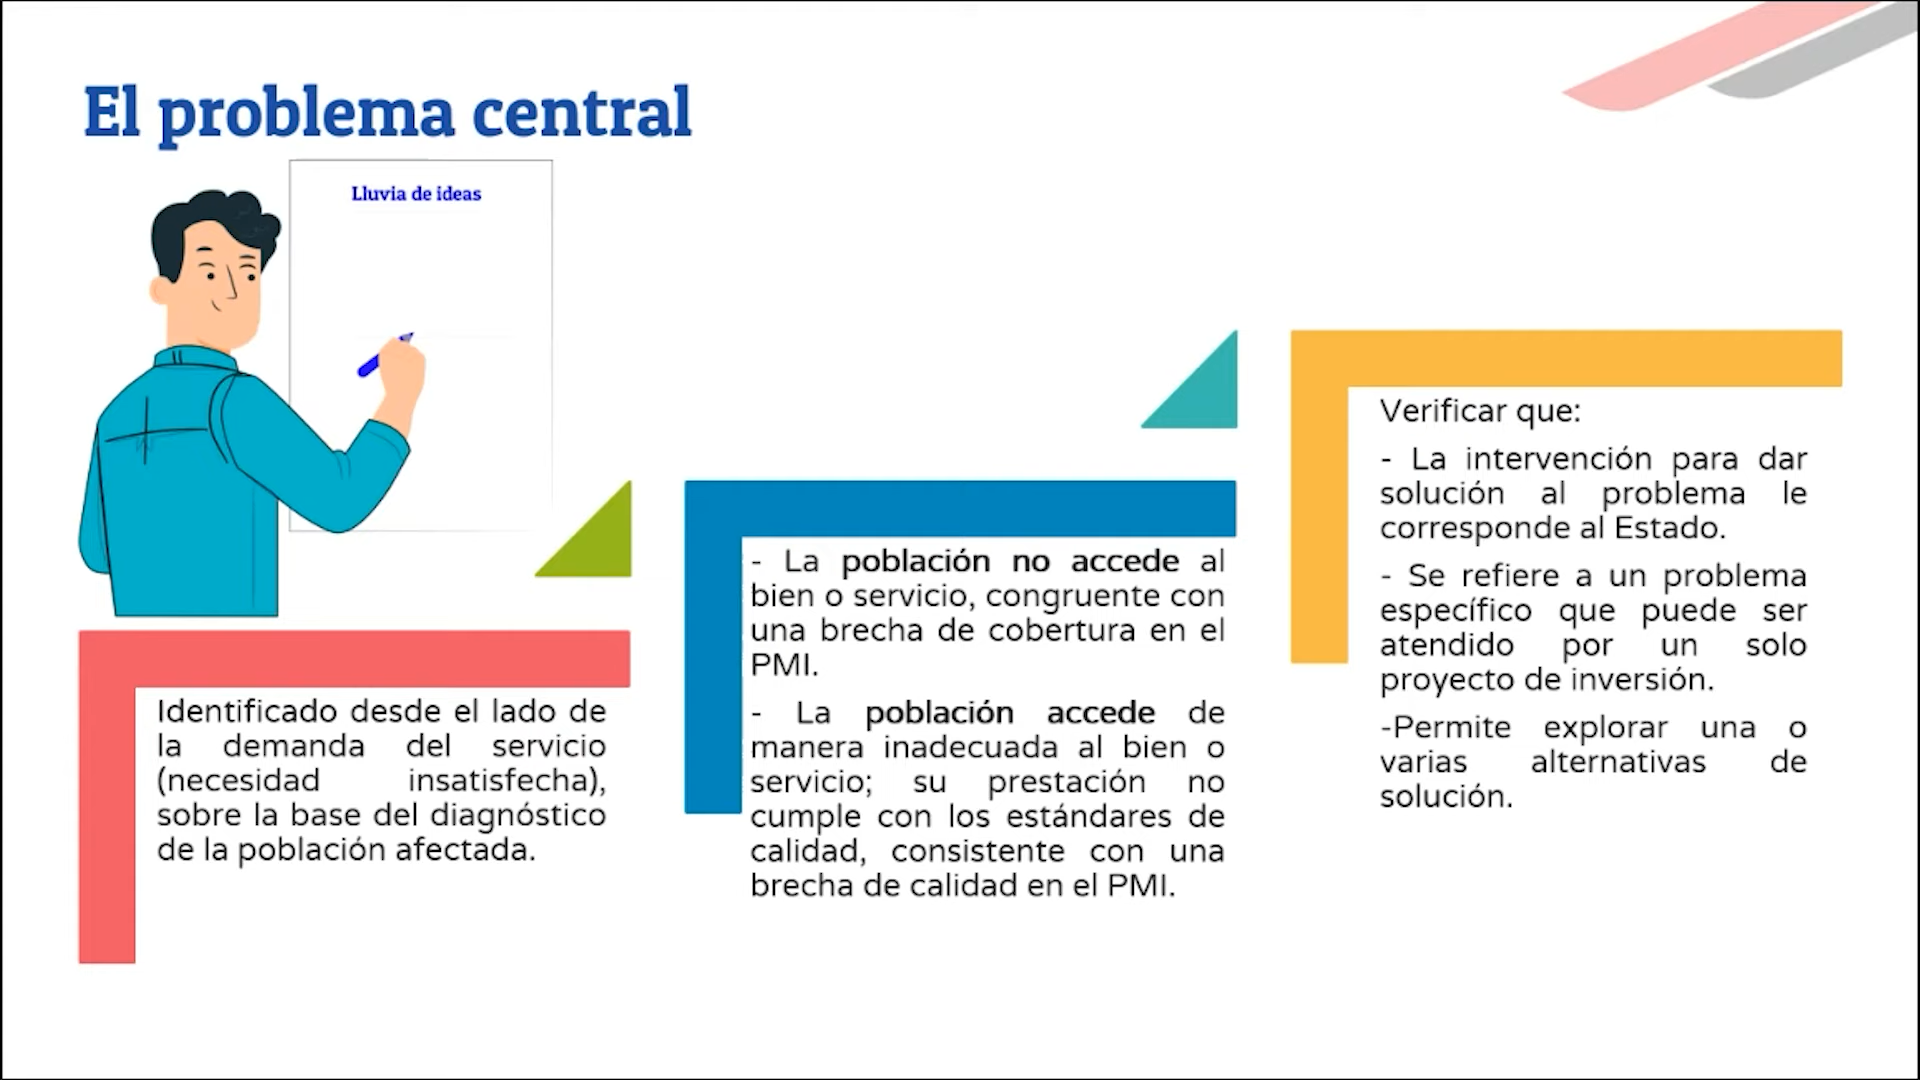 El problema central
Lluvia de ideas
Identificado desde el lado de
la demanda del servicio
(necesidad insatisfecha),
sobre la base del diagnóstico
de la población afectada.
- La población no accede al
bien o servicio, congruente con
una brecha de cobertura en el
PMI.
- La población accede de
manera inadecuada al bien o
servicio; su prestación no
cumple con los estándares de
calidad, consistente con una
brecha de calidad en el PMI.
Verificar que:
- La intervención para dar
solución al problema le
corresponde al Estado.
- Se refiere a un problema
específico que puede ser
atendido por un solo
proyecto de inversión.
-Permite explorar una o
varias alternativas de
solución.